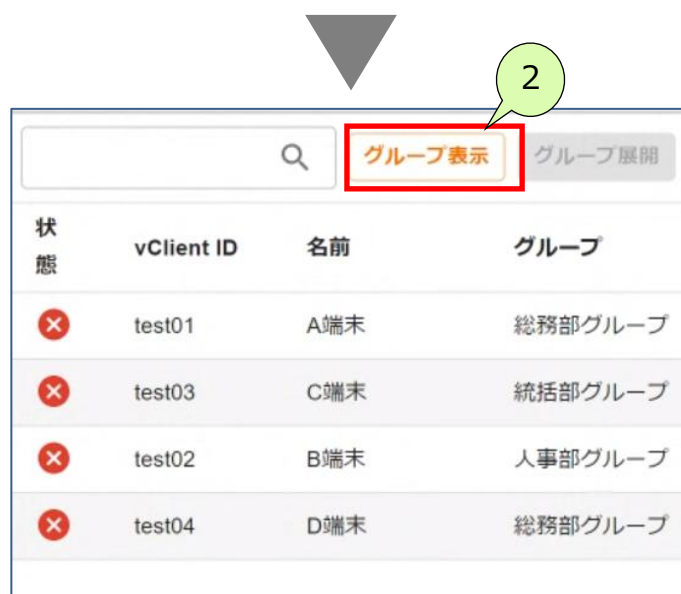 2
グループ表示 グループ展開
状態 vClient ID 名前 グループ
test01 A端末 総務部グループ
test03 C端末 統括部グループ
test02 B端末 人事部グループ
test04 D端末 総務部グループ